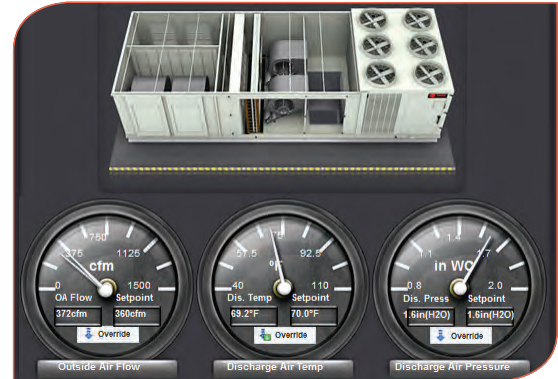 750
375
1125
cfm
0
1500
OA Flow
Setpoint
372cfm
360cfm
Override
Outside Air Flow
75
57.5
92.5
°F
40
110
Dis. Temp
Setpoint
69.2°F
70.0°F
Override
Discharge Air Temp
1.4
1.1
1.7
in WC
0.8
2.0
Dis. Press
Setpoint
1.6in(H2O)
1.6in(H2O)
Override
Discharge Air Pressure